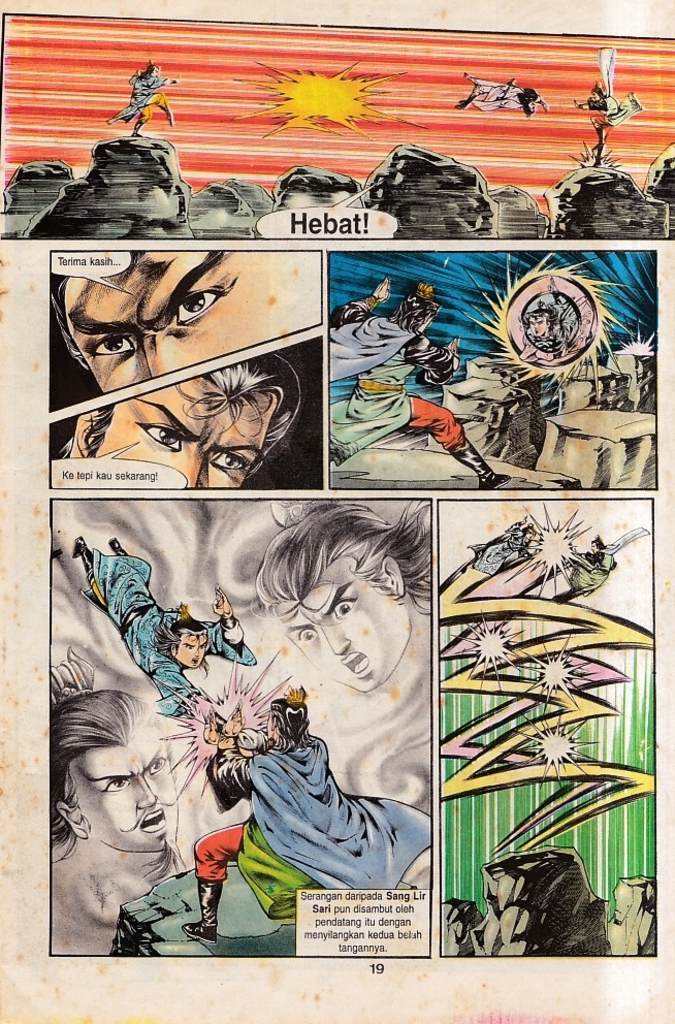 Hebat!
Terima kasih...
Ke tepi kau sekarang!
Serangan daripada Sang Lir
Sari pun disambut oleh
pendatang itu dengan
menyilangkan kedua belah
tangannya.
19